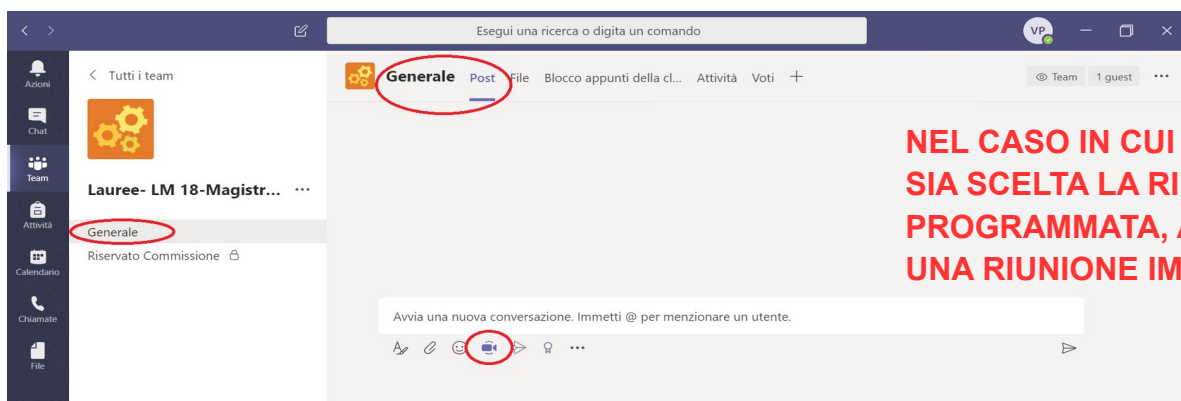 Esegui una ricerca o digita un comando
VP
Azioni
Chat
Team
Attività
Calendario
Chiamate
File
Tutti i team
Lauree- LM 18-Magistr... ...
Generale
Riservato Commissione
Generale Post File Blocco appunti della cl... Attività Voti +
Team 1 guest ...
NEL CASO IN CUI
SIA SCELTA LA RI
PROGRAMMATA,
UNA RIUNIONE IM
Avvia una nuova conversazione. Immetti @ per menzionare un utente.